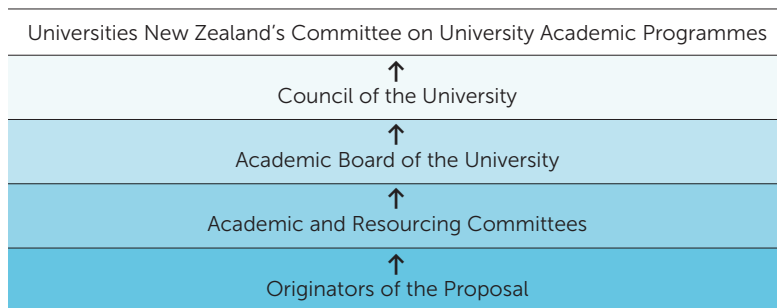 Universities New Zealand's Committee on University Academic Programmes
↑
Council of the University
↑
Academic Board of the University
↑
Academic and Resourcing Committees
↑
Originators of the Proposal